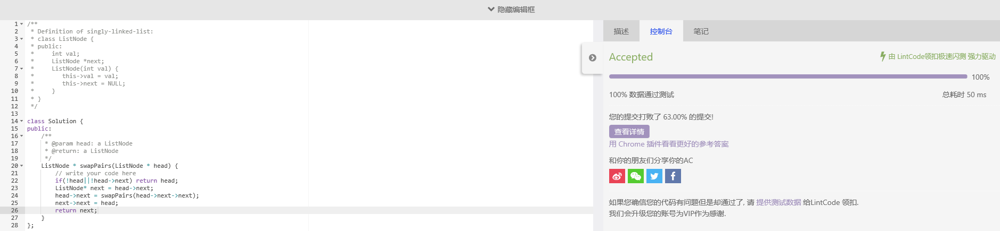 隐藏编辑框
1 /**
2  * Definition of singly-linked-list:
3  * class ListNode {
4  * public:
5  *     int val;
6  *     ListNode *next;
7  *     ListNode(int val) {
8  *        this->val = val;
9  *        this->next = NULL;
10  *     }
11  * }
12  */
13
14 class Solution {
15 public:
16     /**
17      * @param head: a ListNode
18      * @return: a ListNode
19      */
20     ListNode * swapPairs(ListNode * head) {
21         // write your code here
22         if(!head||!head->next) return head;
23         ListNode* next = head->next;
24         head->next = swapPairs(head->next->next);
25         next->next = head;
26         return next;
27     }
28 };
描述 控制台 笔记
Accepted 由 LintCode领扣极速闪测 强力驱动
100%
100% 数据通过测试 总耗时 50 ms
您的提交打败了 63.00% 的提交!
查看详情
用 Chrome 插件看看更好的参考答案
和你的朋友们分享你的AC
如果您确信您的代码有问题但是却通过了, 请 提供测试数据 给LintCode 领扣.
我们会升级您的账号为VIP作为感谢.